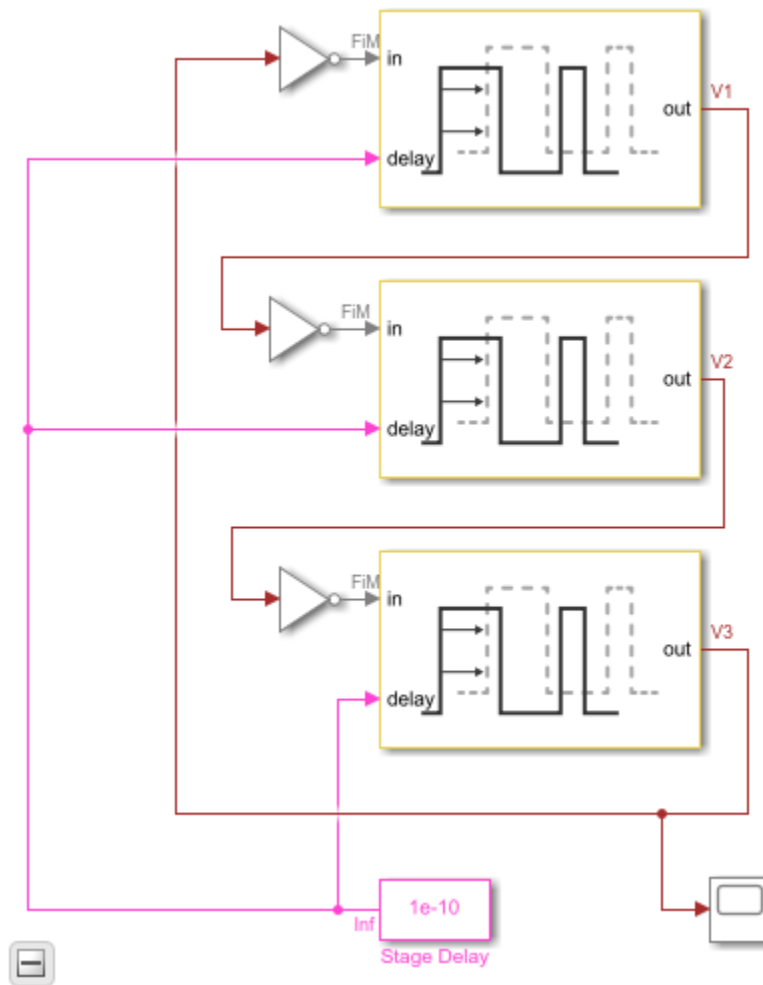 FiM
in
V1
out
delay
FiM
in
V2
out
delay
FiM
in
V3
out
delay
1e-10
Inf
Stage Delay